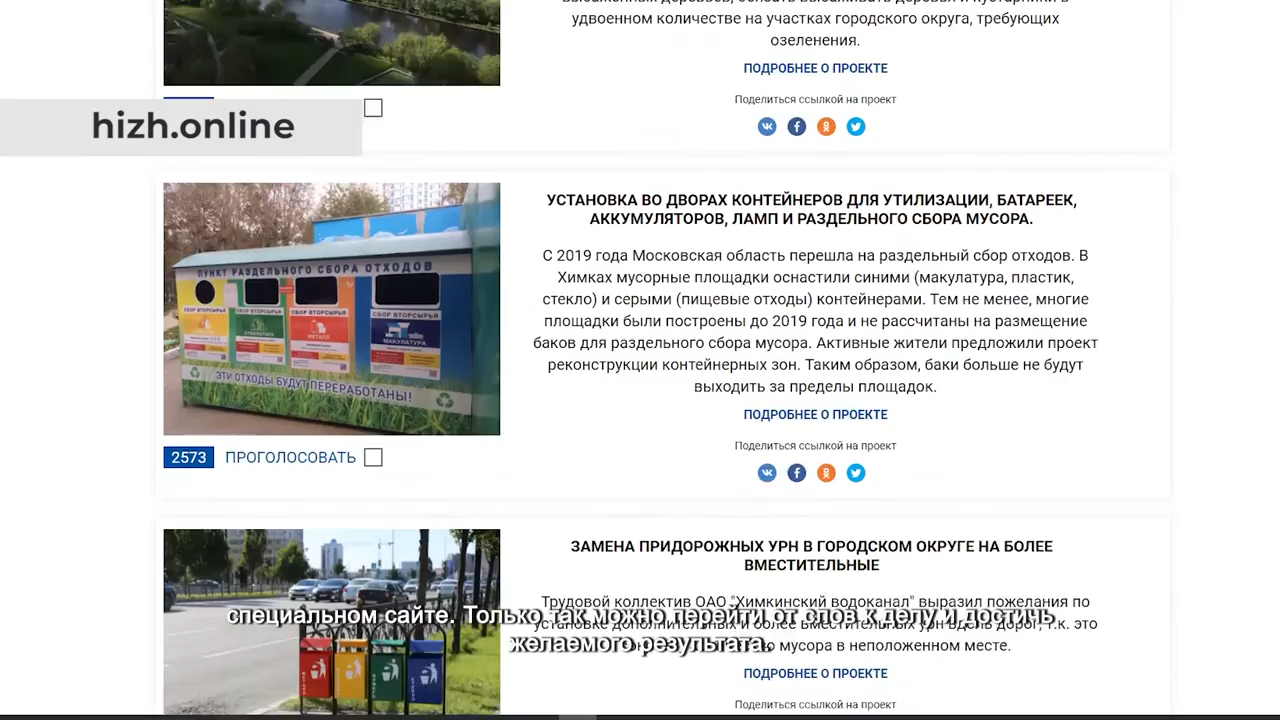 удвоенном количестве на участках городского округа, требующих
озеленения.
ПОДРОБНЕЕ О ПРОЕКТЕ
Поделиться ссылкой на проект
hizh.online
УСТАНОВКА ВО ДВОРАХ КОНТЕЙНЕРОВ ДЛЯ УТИЛИЗАЦИИ, БАТАРЕЕК,
АККУМУЛЯТОРОВ, ЛАМП И РАЗДЕЛЬНОГО СБОРА МУСОРА.
С 2019 года Московская область перешла на раздельный сбор отходов. В
Химках мусорные площадки оснастили синими (макулатура, пластик,
стекло) и серыми (пищевые отходы) контейнерами. Тем не менее, многие
площадки были построены до 2019 года и не рассчитаны на размещение
баков для раздельного сбора мусора. Активные жители предложили проект
реконструкции контейнерных зон. Таким образом, баки больше не будут
выходить за пределы площадок.
ПОДРОБНЕЕ О ПРОЕКТЕ
Поделиться ссылкой на проект
ПУНКТ РАЗДЕЛЬНОГО СБОРА ОТХОДОВ
СБОР ВТОРСЫРЬЯ
СБОР ВТОРСЫРЬЯ
СБОР ВТОРСЫРЬЯ
СБОР ВТОРСЫРЬЯ
МЕТАЛЛ
МАКУЛАТУРА
ЭТИ ОТХОДЫ БУДУТ ПЕРЕРАБОТАНЫ!
2573 ПРОГОЛОСОВАТЬ
ЗАМЕНА ПРИДОРОЖНЫХ УРН В ГОРОДСКОМ ОКРУГЕ НА БОЛЕЕ
ВМЕСТИТЕЛЬНЫЕ
Трудовой коллектив ОАО "Химкинский водоканал" выразил пожелания по
мусора в неположенном месте.
специальном сайте. Только так можно перейти от слов к делу и достичь
желаемого результата.
ПОДРОБНЕЕ О ПРОЕКТЕ
Поделиться ссылкой на проект